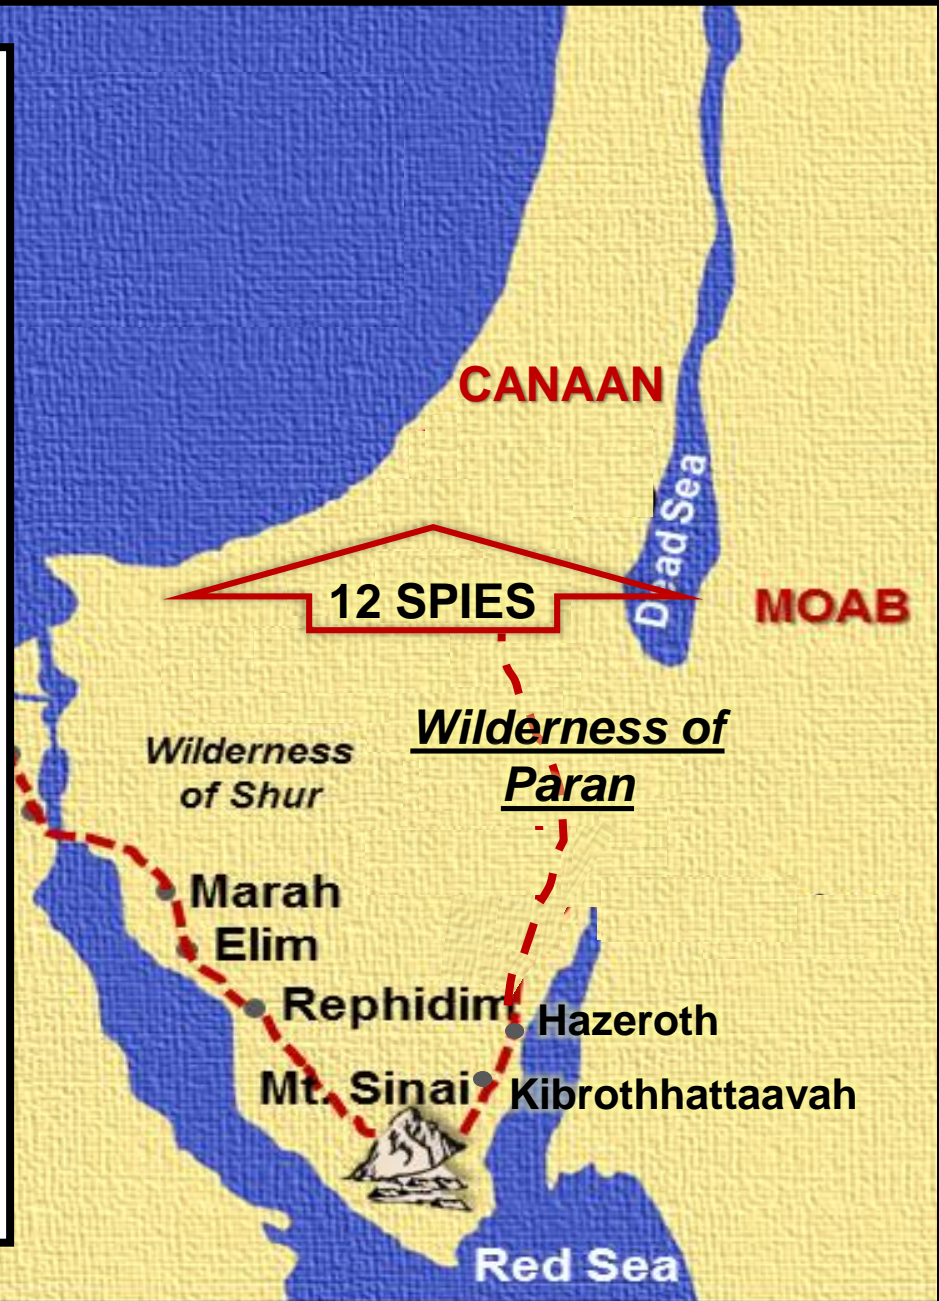 CANAAN
Dead Sea
12 SPIES
MOAB
Wilderness of
Paran
Wilderness
of Shur
Marah
Elim
Rephidim
Hazeroth
Mt. Sinai
Kibrothhattaavah
Red Sea